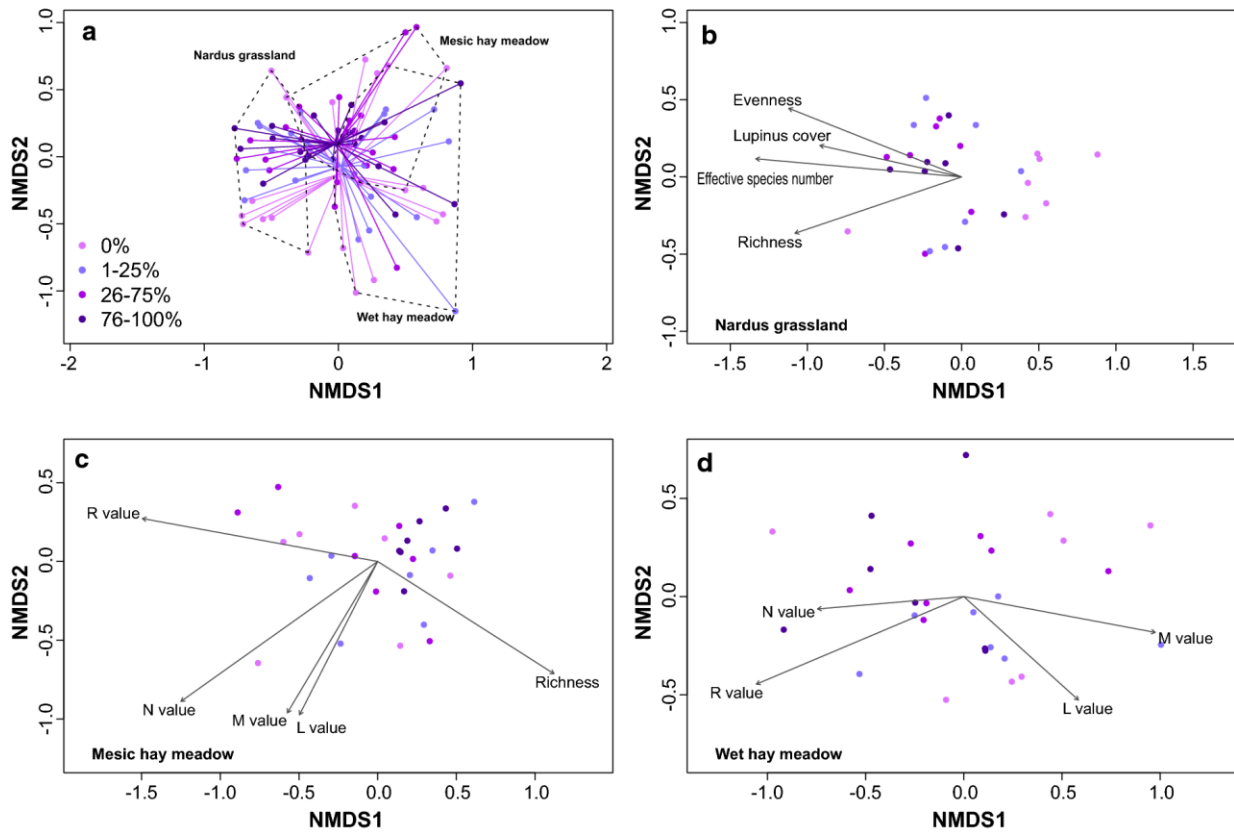 a
Nardus grassland
Mesic hay meadow
Wet hay meadow
0%
1-25%
26-75%
76-100%
NMDS2
1.0
0.5
0.0
-0.5
-1.0
-2
-1
0
1
2
NMDS1
b
Evenness
Lupinus cover
Effective species number
Richness
Nardus grassland
NMDS2
1.0
0.5
0.0
-0.5
-1.0
-1.5
-1.0
-0.5
0.0
0.5
1.0
1.5
NMDS1
c
R value
N value
M value
L value
Richness
Mesic hay meadow
NMDS2
0.5
0.0
-0.5
-1.0
-1.5
-1.0
-0.5
0.0
0.5
1.0
NMDS1
d
N value
M value
R value
L value
Wet hay meadow
NMDS2
0.5
0.0
-0.5
-1.0
-0.5
0.0
0.5
1.0
NMDS1